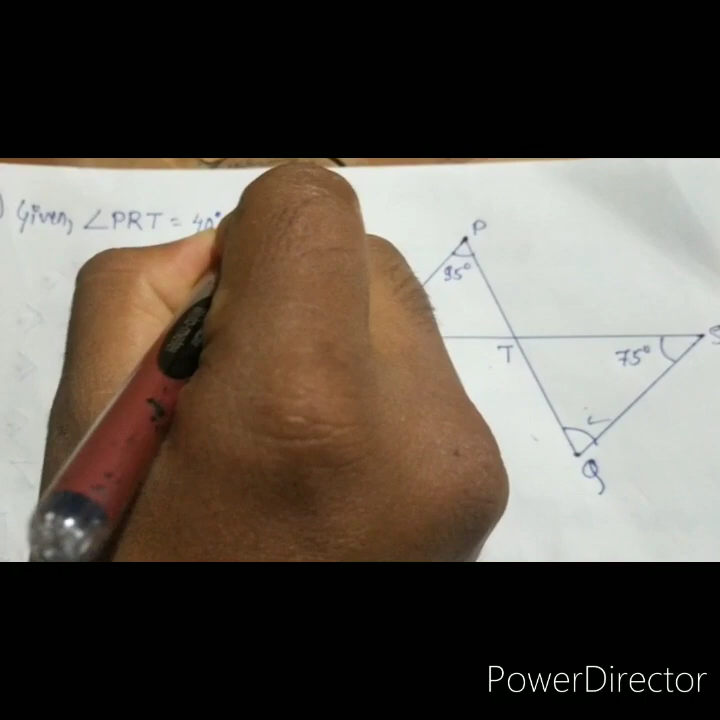 Given, ∠PRT = 40°
P
95°
T
75°
S
Q
PowerDirector